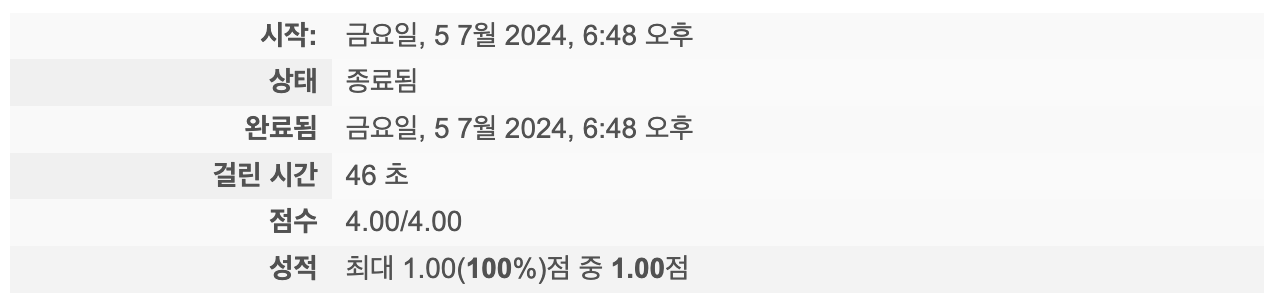 시작: 금요일, 5 7월 2024, 6:48 오후
상태 종료됨
완료됨 금요일, 5 7월 2024, 6:48 오후
걸린 시간 46 초
점수 4.00/4.00
성적 최대 1.00(100%)점 중 1.00점